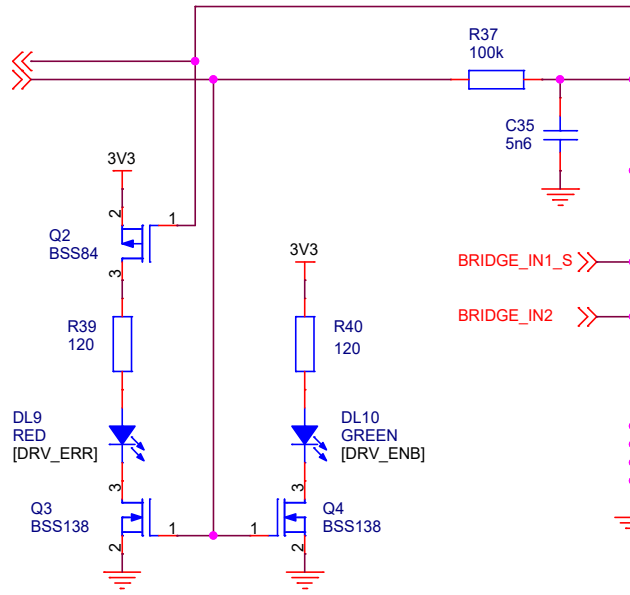 R37
100k
C35
5n6
3V3
2
1
Q2
BSS84
3
3V3
BRIDGE_IN1_S
BRIDGE_IN2
R39
120
R40
120
DL9
RED
[DRV_ERR]
DL10
GREEN
[DRV_ENB]
3
Q3
BSS138
1
2
3
Q4
BSS138
1
2